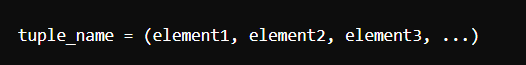 tuple_name = (element1, element2, element3, ...)